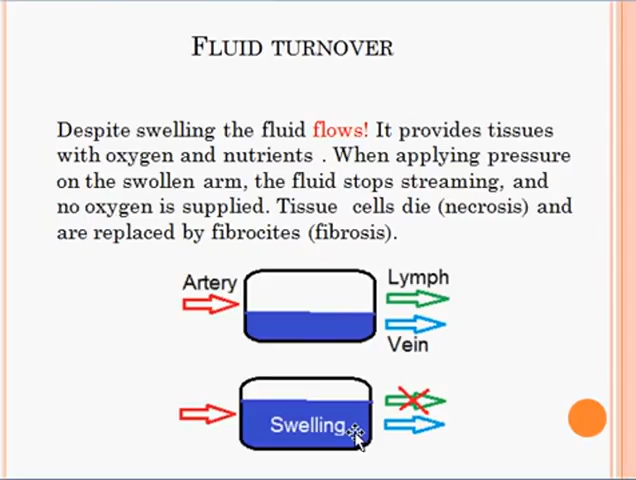 FLUID TURNOVER
Despite swelling the fluid flows! It provides tissues
with oxygen and nutrients . When applying pressure
on the swollen arm, the fluid stops streaming, and
no oxygen is supplied. Tissue cells die (necrosis) and
are replaced by fibrocites (fibrosis).
Artery
Lymph
Vein
Swelling